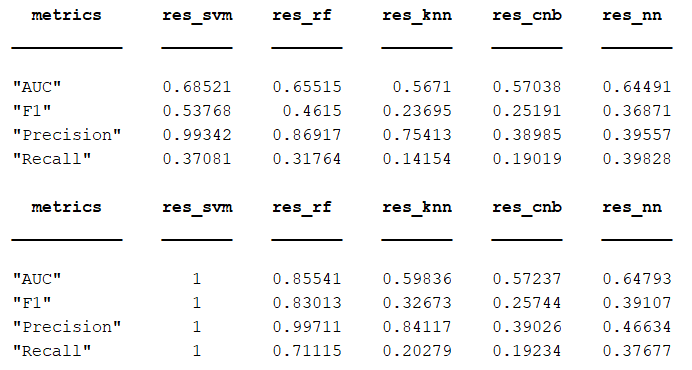 metrics res_svm res_rf res_knn res_cnb res_nn
"AUC" 0.68521 0.65515 0.5671 0.57038 0.64491
"F1" 0.53768 0.4615 0.23695 0.25191 0.36871
"Precision" 0.99342 0.86917 0.75413 0.38985 0.39557
"Recall" 0.37081 0.31764 0.14154 0.19019 0.39828
metrics res_svm res_rf res_knn res_cnb res_nn
"AUC" 1 0.85541 0.59836 0.57237 0.64793
"F1" 1 0.83013 0.32673 0.25744 0.39107
"Precision" 1 0.99711 0.84117 0.39026 0.46634
"Recall" 1 0.71115 0.20279 0.19234 0.37677